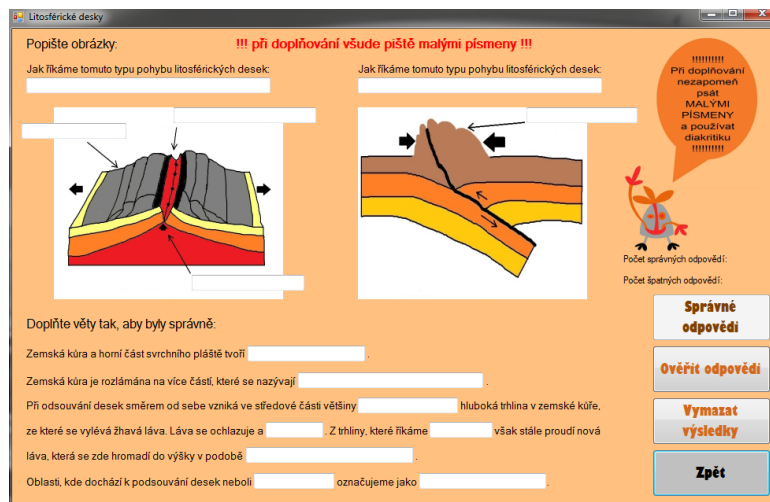 Litosférické desky
Popište obrázky:
!!! při doplňování všude piště malými písmeny !!!
Jak říkáme tomuto typu pohybu litosférických desek:
Jak říkáme tomuto typu pohybu litosférických desek:
!!!!!!!!!!
Při doplňování
nezapomeň
psát
MALÝMI
PÍSMENY
a používat
diakritiku
!!!!!!!!!!
Počet správných odpovědí:
Počet špatných odpovědí:
Správné
odpovědí
Ověřit odpovědí
Vymazat
výsledky
Zpět
Doplňte věty tak, aby byly správně:
Zemská kůra a horní část svrchního pláště tvoří .
Zemská kůra je rozlámána na více částí, které se nazývají .
Při odsouvání desek směrem od sebe vzniká ve středové části většiny hluboká trhlina v zemské kůře,
ze které se vylévá žhavá láva. Láva se ochlazuje a . Z trhliny, které říkáme však stále proudí nová
láva, která se zde hromadí do výšky v podobě .
Oblasti, kde dochází k podsouvání desek neboli označujeme jako .